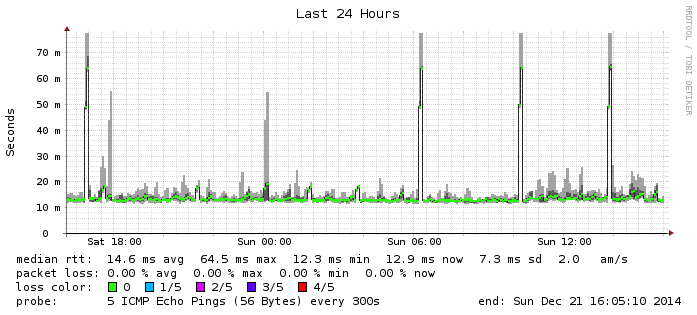 Last 24 Hours
RRDTOOL / TOBI OETIKER
Seconds
70 m
60 m
50 m
40 m
30 m
20 m
10 m
0
Sat 18:00 Sun 00:00 Sun 06:00 Sun 12:00
median rtt: 14.6 ms avg 64.5 ms max 12.3 ms min 12.9 ms now 7.3 ms sd 2.0 am/s
packet loss: 0.00 % avg 0.00 % max 0.00 % min 0.00 % now
loss color: 0 1/5 2/5 3/5 4/5
probe: 5 ICMP Echo Pings (56 Bytes) every 300s end: Sun Dec 21 16:05:10 2014